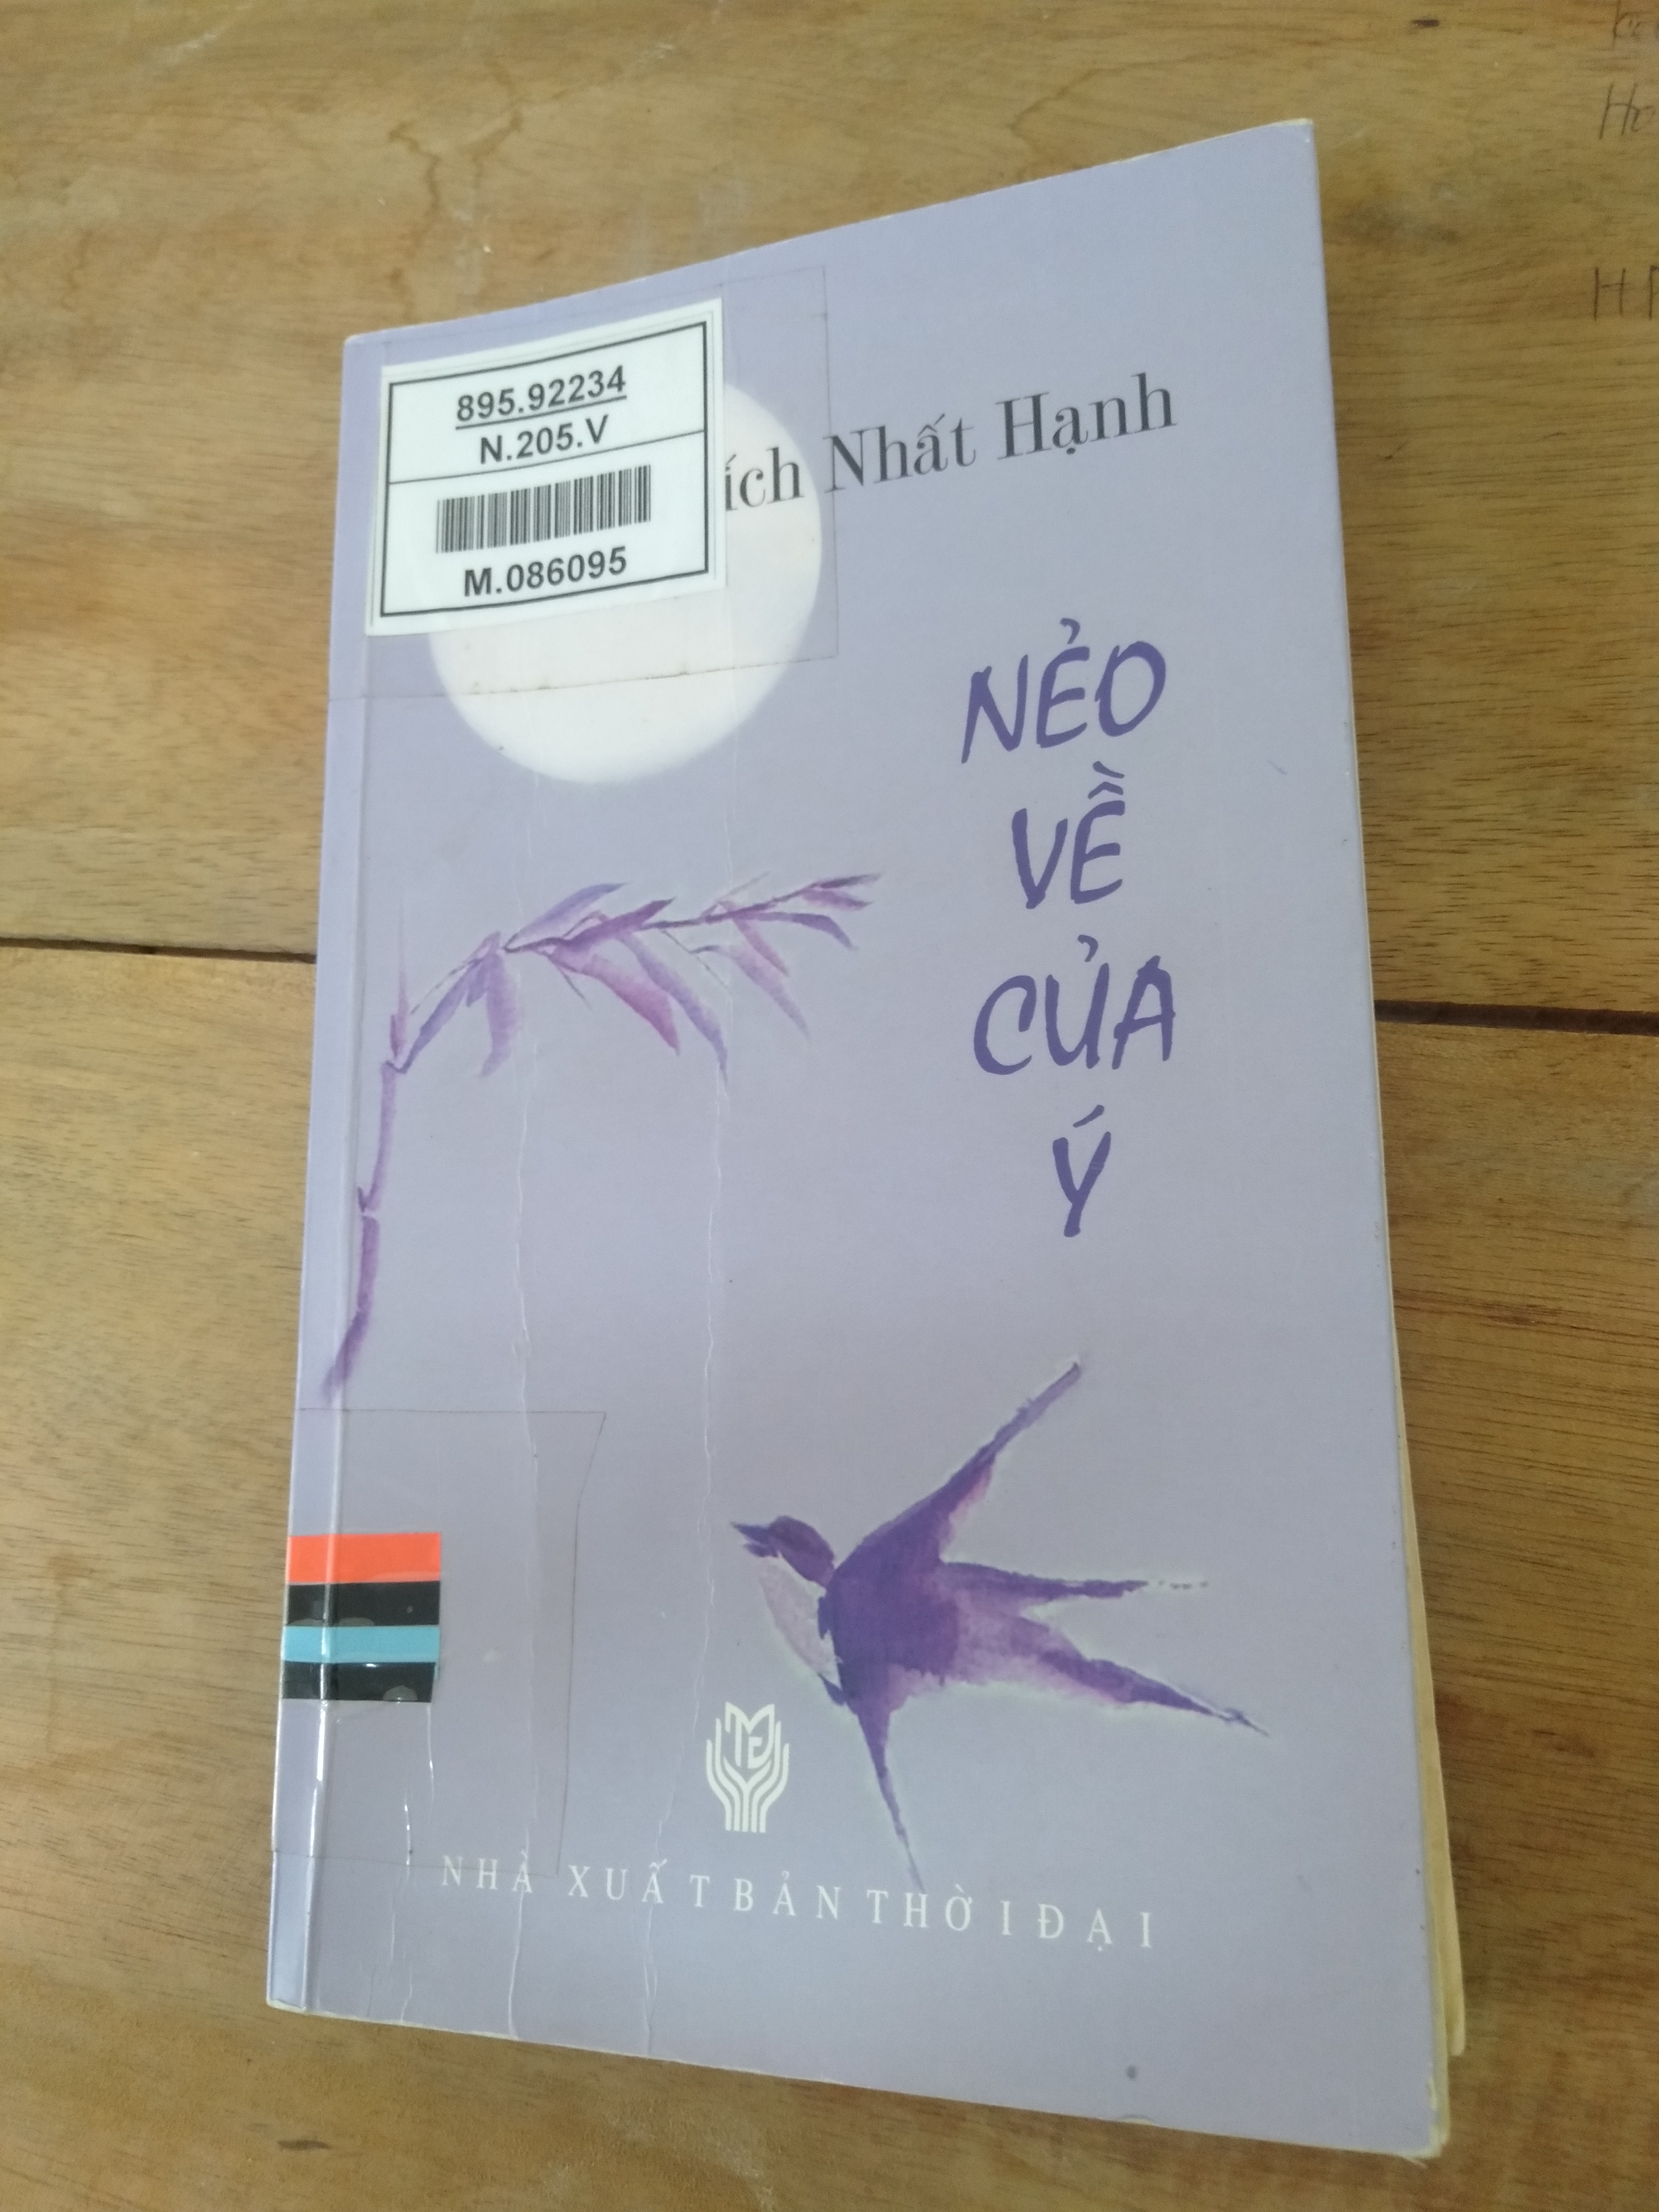 895.92234
N.205.V
M.086095
ích Nhất Hạnh
NẺO
VỀ
CỦA
Ý
NHÀ XUẤT BẢN THỜI ĐẠI